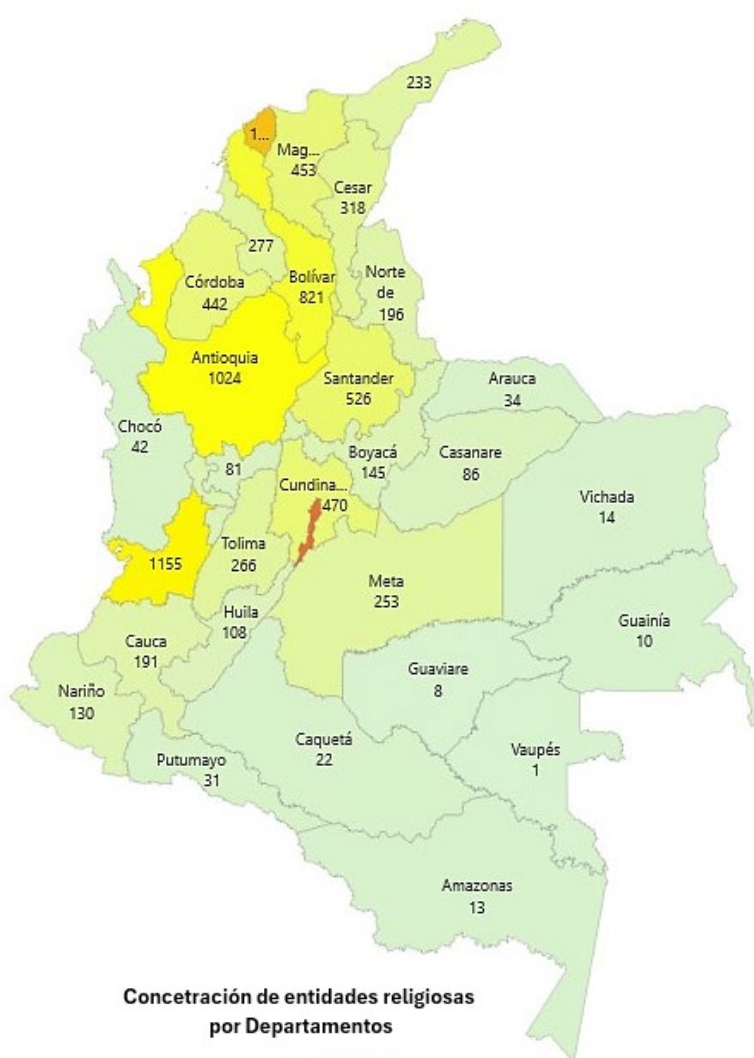 233
1...
Mag...
453
Cesar
318
277
Córdoba
442
Bolívar
821
Norte
de
196
Antioquia
1024
Santander
526
Arauca
34
Chocó
42
Boyacá
145
Casanare
86
81
Cundina...
470
Vichada
14
1155
Tolima
266
Meta
253
Huila
108
Guainía
10
Cauca
191
Guaviare
8
Nariño
130
Caquetá
22
Vaupés
1
Putumayo
31
Amazonas
13
Concetración de entidades religiosas
por Departamentos